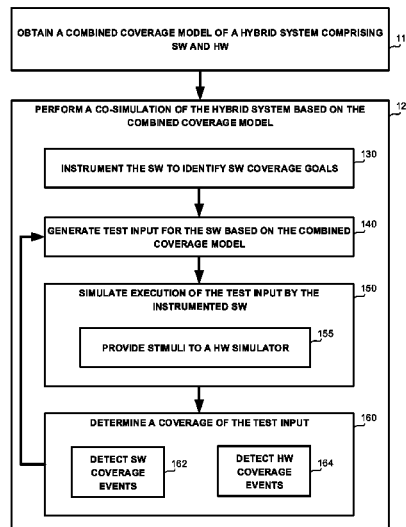 OBTAIN A COMBINED COVERAGE MODEL OF A HYBRID SYSTEM COMPRISING
SW AND HW
11
PERFORM A CO-SIMULATION OF THE HYBRID SYSTEM BASED ON THE
COMBINED COVERAGE MODEL
12
INSTRUMENT THE SW TO IDENTIFY SW COVERAGE GOALS
130
GENERATE TEST INPUT FOR THE SW BASED ON THE COMBINED
COVERAGE MODEL
140
SIMULATE EXECUTION OF THE TEST INPUT BY THE
INSTRUMENTED SW
150
PROVIDE STIMULI TO A HW SIMULATOR
155
DETERMINE A COVERAGE OF THE TEST INPUT
160
DETECT SW
COVERAGE
EVENTS
162
DETECT HW
COVERAGE
EVENTS
164